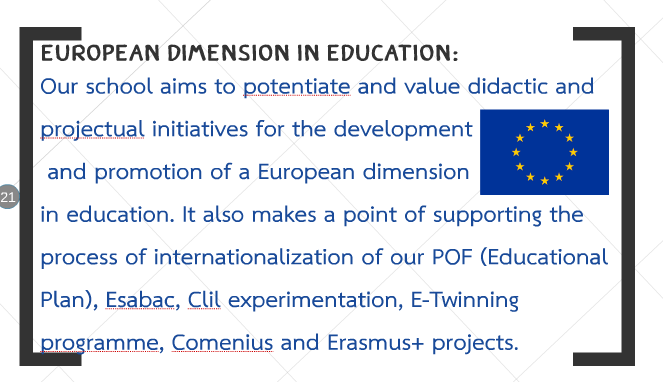 EUROPEAN DIMENSION IN EDUCATION:
Our school aims to potentiate and value didactic and
projectual initiatives for the development
and promotion of a European dimension
21
in education. It also makes a point of supporting the
process of internationalization of our POF (Educational
Plan), Esabac, Clil experimentation, E-Twinning
programme, Comenius and Erasmus+ projects.